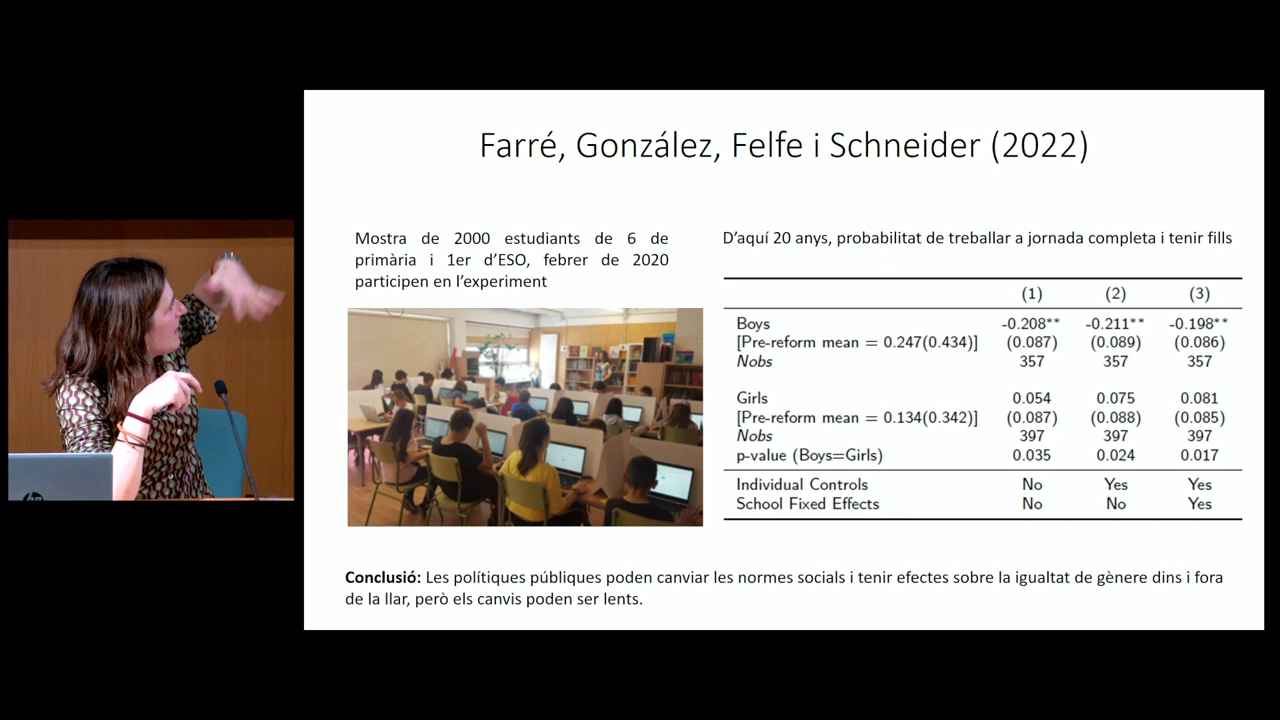 Farré, González, Felfe i Schneider (2022)
Mostra de 2000 estudiants de 6 de
primària i 1er d'ESO, febrer de 2020
participen en l'experiment
D'aquí 20 anys, probabilitat de treballar a jornada completa i tenir fills
(1) (2) (3)
Boys -0.208** -0.211** -0.198**
[Pre-reform mean = 0.247(0.434)] (0.087) (0.089) (0.086)
Nobs 357 357 357
Girls 0.054 0.075 0.081
[Pre-reform mean = 0.134(0.342)] (0.087) (0.088) (0.085)
Nobs 397 397 397
p-value (Boys=Girls) 0.035 0.024 0.017
Individual Controls No Yes Yes
School Fixed Effects No No Yes
Conclusió: Les polítiques públiques poden canviar les normes socials i tenir efectes sobre la igualtat de gènere dins i fora
de la llar, però els canvis poden ser lents.
hp